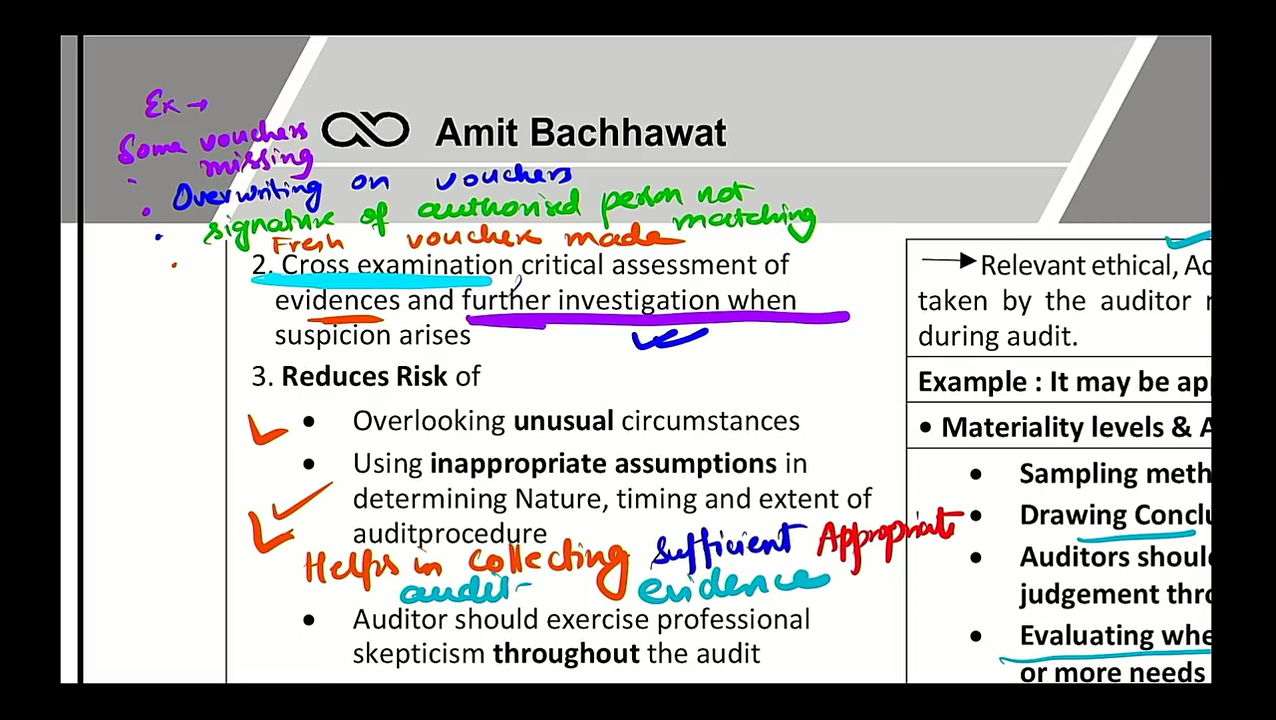 Ex →
Some vouchers
missing
Amit Bachhawat
• Overwriting on vouchers
• signature of authorised person not
matching
• Fresh vouchers made
2. Cross examination, critical assessment of
evidences and further investigation when
suspicion arises
3. Reduces Risk of
• Overlooking unusual circumstances
• Using inappropriate assumptions in
determining Nature, timing and extent of
auditprocedure
Helps in collecting sufficient Appropriate
audit evidence
• Auditor should exercise professional
skepticism throughout the audit
Relevant ethical, Ac
taken by the auditor
during audit.
Example : It may be ap
• Materiality levels & A
• Sampling meth
• Drawing Conclu
• Auditors shoul
judgement thro
• Evaluating whe
or more needs